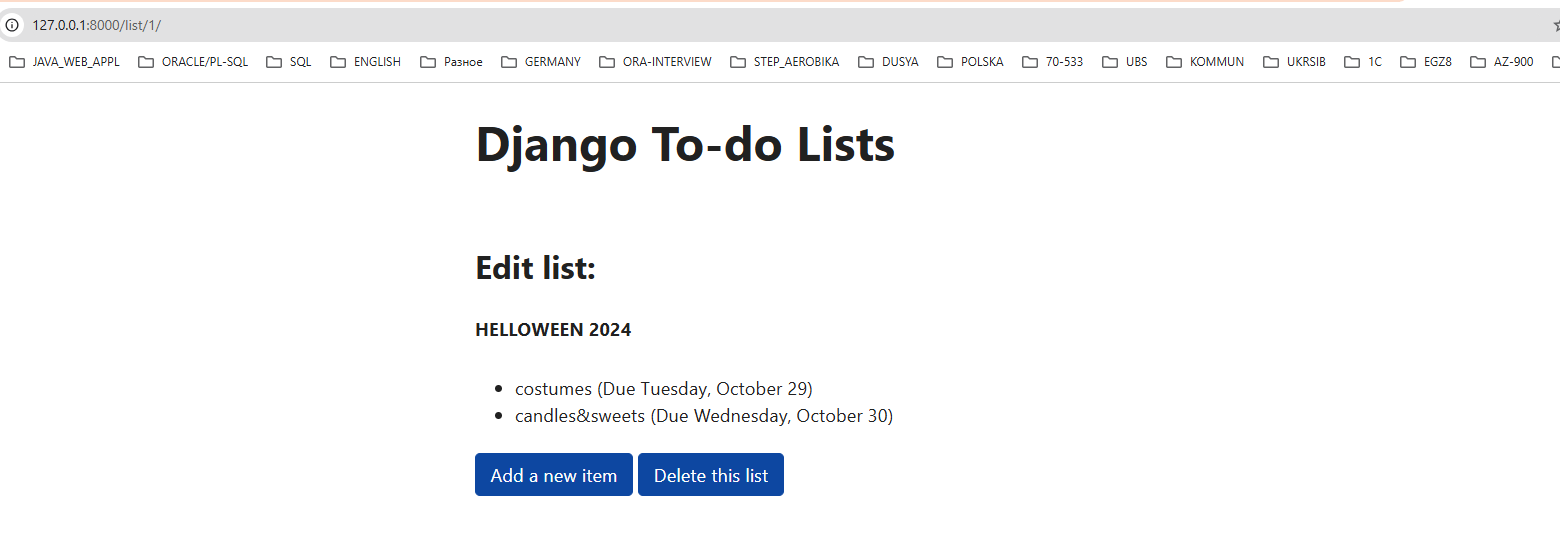 127.0.0.1:8000/list/1/
JAVA_WEB_APPL ORACLE/PL-SQL SQL ENGLISH Разное GERMANY ORA-INTERVIEW STEP_AEROBIKA DUSYA POLSKA 70-533 UBS KOMMUN UKRSIB 1C EGZ8 AZ-900
Django To-do Lists
Edit list:
HELLOWEEN 2024
• costumes (Due Tuesday, October 29)
• candles&sweets (Due Wednesday, October 30)
Add a new item Delete this list